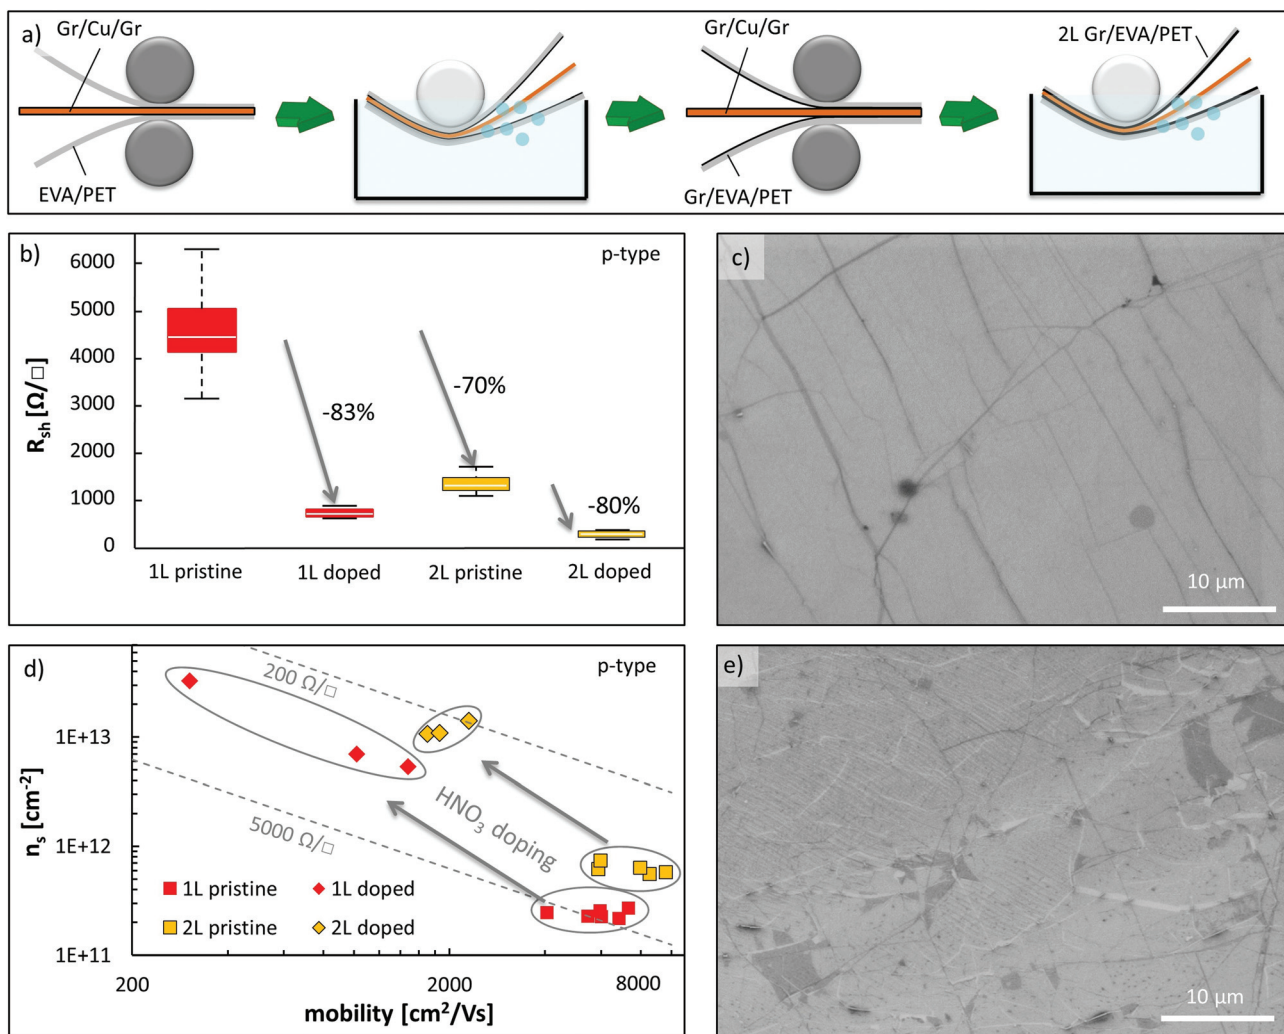 a)
Gr/Cu/Gr
EVA/PET
Gr/Cu/Gr
Gr/EVA/PET
2L Gr/EVA/PET
b)
p-type
R_sh [Ω/□]
6000
5000
4000
3000
2000
1000
0
-83%
-70%
-80%
1L pristine
1L doped
2L pristine
2L doped
c)
10 μm
d)
p-type
200 Ω/□
5000 Ω/□
HNO₃ doping
n_s [cm⁻²]
1E+13
1E+12
1E+11
1L pristine
1L doped
2L pristine
2L doped
200
2000
8000
mobility [cm²/Vs]
e)
10 μm